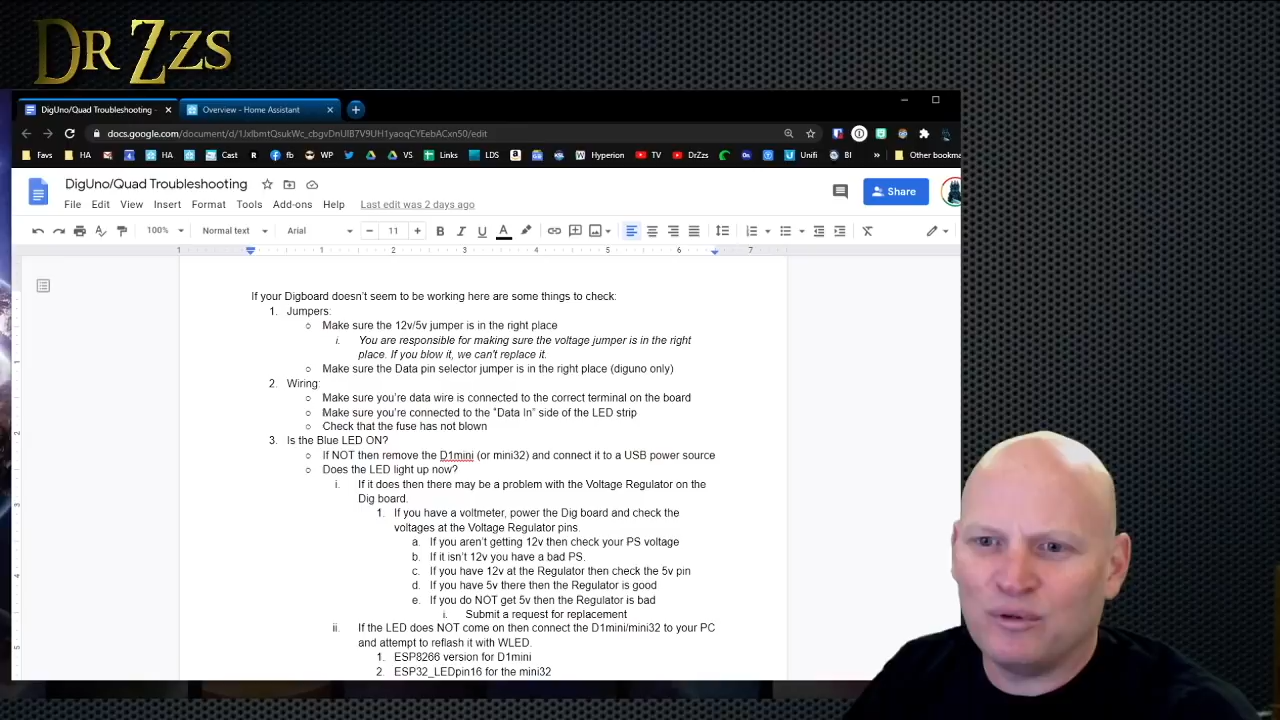 DR ZZS
DigUno/Quad Troubleshooting -
Overview - Home Assistant
docs.google.com/document/d/1JxlbmtQsukWc_cbgvDnUlB7V9UH1yaoqCYEebACxn50/edit
Favs HA HA Cast fb WP VS Links LDS Hyperion TV DrZzs Unifi BI » Other bookma
DigUno/Quad Troubleshooting
Share
File Edit View Insert Format Tools Add-ons Help Last edit was 2 days ago
100% Normal text Arial 11
1 1 2 3 4 5 6 7
If your Digboard doesn't seem to be working here are some things to check:
1. Jumpers:
○ Make sure the 12v/5v jumper is in the right place
i. You are responsible for making sure the voltage jumper is in the right
place. If you blow it, we can't replace it.
○ Make sure the Data pin selector jumper is in the right place (diguno only)
2. Wiring:
○ Make sure you're data wire is connected to the correct terminal on the board
○ Make sure you're connected to the "Data In" side of the LED strip
○ Check that the fuse has not blown
3. Is the Blue LED ON?
○ If NOT then remove the D1mini (or mini32) and connect it to a USB power source
○ Does the LED light up now?
i. If it does then there may be a problem with the Voltage Regulator on the
Dig board.
1. If you have a voltmeter, power the Dig board and check the
voltages at the Voltage Regulator pins.
a. If you aren't getting 12v then check your PS voltage
b. If it isn't 12v you have a bad PS.
c. If you have 12v at the Regulator then check the 5v pin
d. If you have 5v there then the Regulator is good
e. If you do NOT get 5v then the Regulator is bad
i. Submit a request for replacement
ii. If the LED does NOT come on then connect the D1mini/mini32 to your PC
and attempt to reflash it with WLED.
1. ESP8266 version for D1mini
2. ESP32_LEDpin16 for the mini32